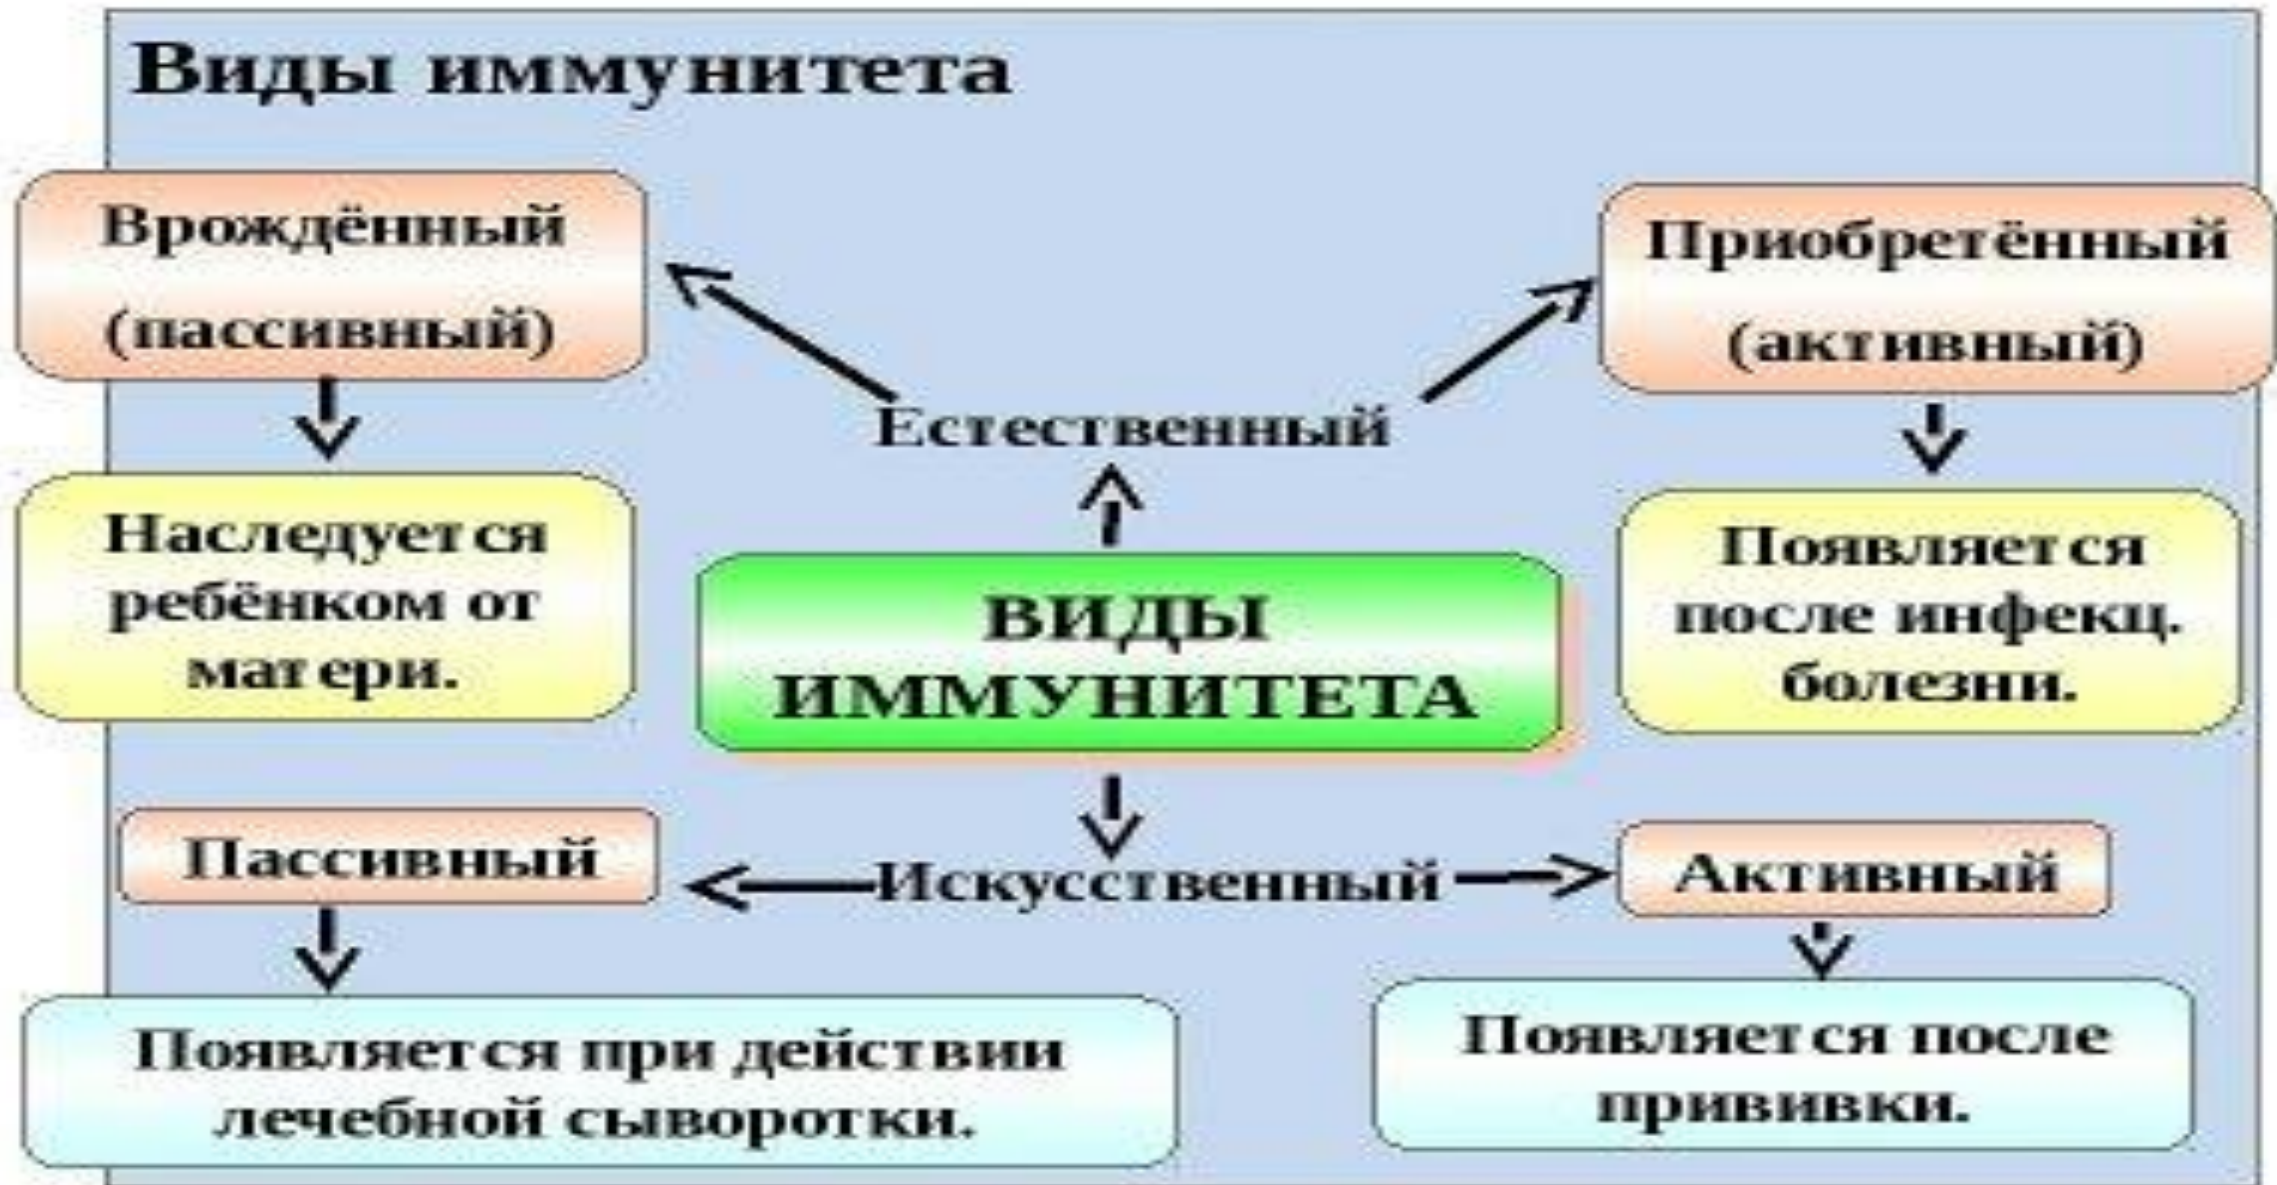 Виды иммунитета
Врождённый
(пассивный)
Приобретённый
(активный)
Естественный
Наследуется
ребёнком от
матери.
Появляется
после инфекц.
болезни.
ВИДЫ
ИММУНИТЕТА
Пассивный
Искусственный
Активный
Появляется при действии
лечебной сыворотки.
Появляется после
прививки.